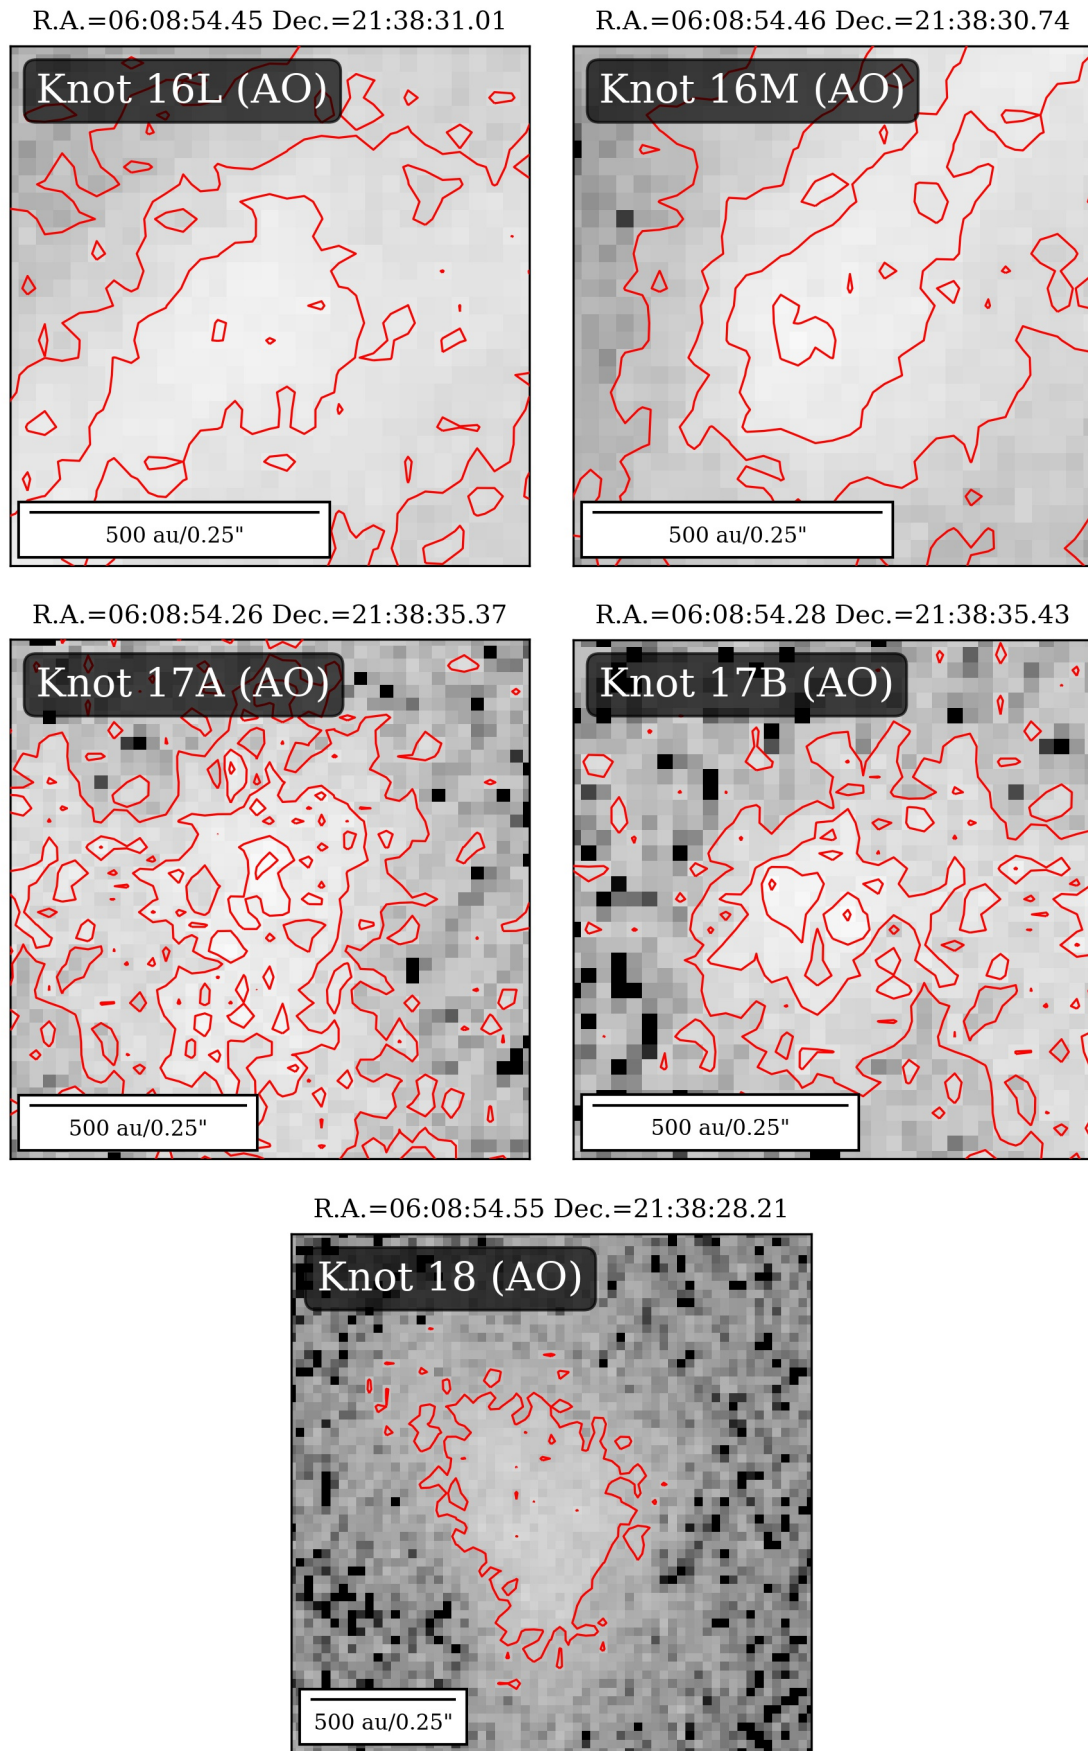 R.A.=06:08:54.45 Dec.=21:38:31.01
Knot 16L (AO)
500 au/0.25"
R.A.=06:08:54.46 Dec.=21:38:30.74
Knot 16M (AO)
500 au/0.25"
R.A.=06:08:54.26 Dec.=21:38:35.37
Knot 17A (AO)
500 au/0.25"
R.A.=06:08:54.28 Dec.=21:38:35.43
Knot 17B (AO)
500 au/0.25"
R.A.=06:08:54.55 Dec.=21:38:28.21
Knot 18 (AO)
500 au/0.25"